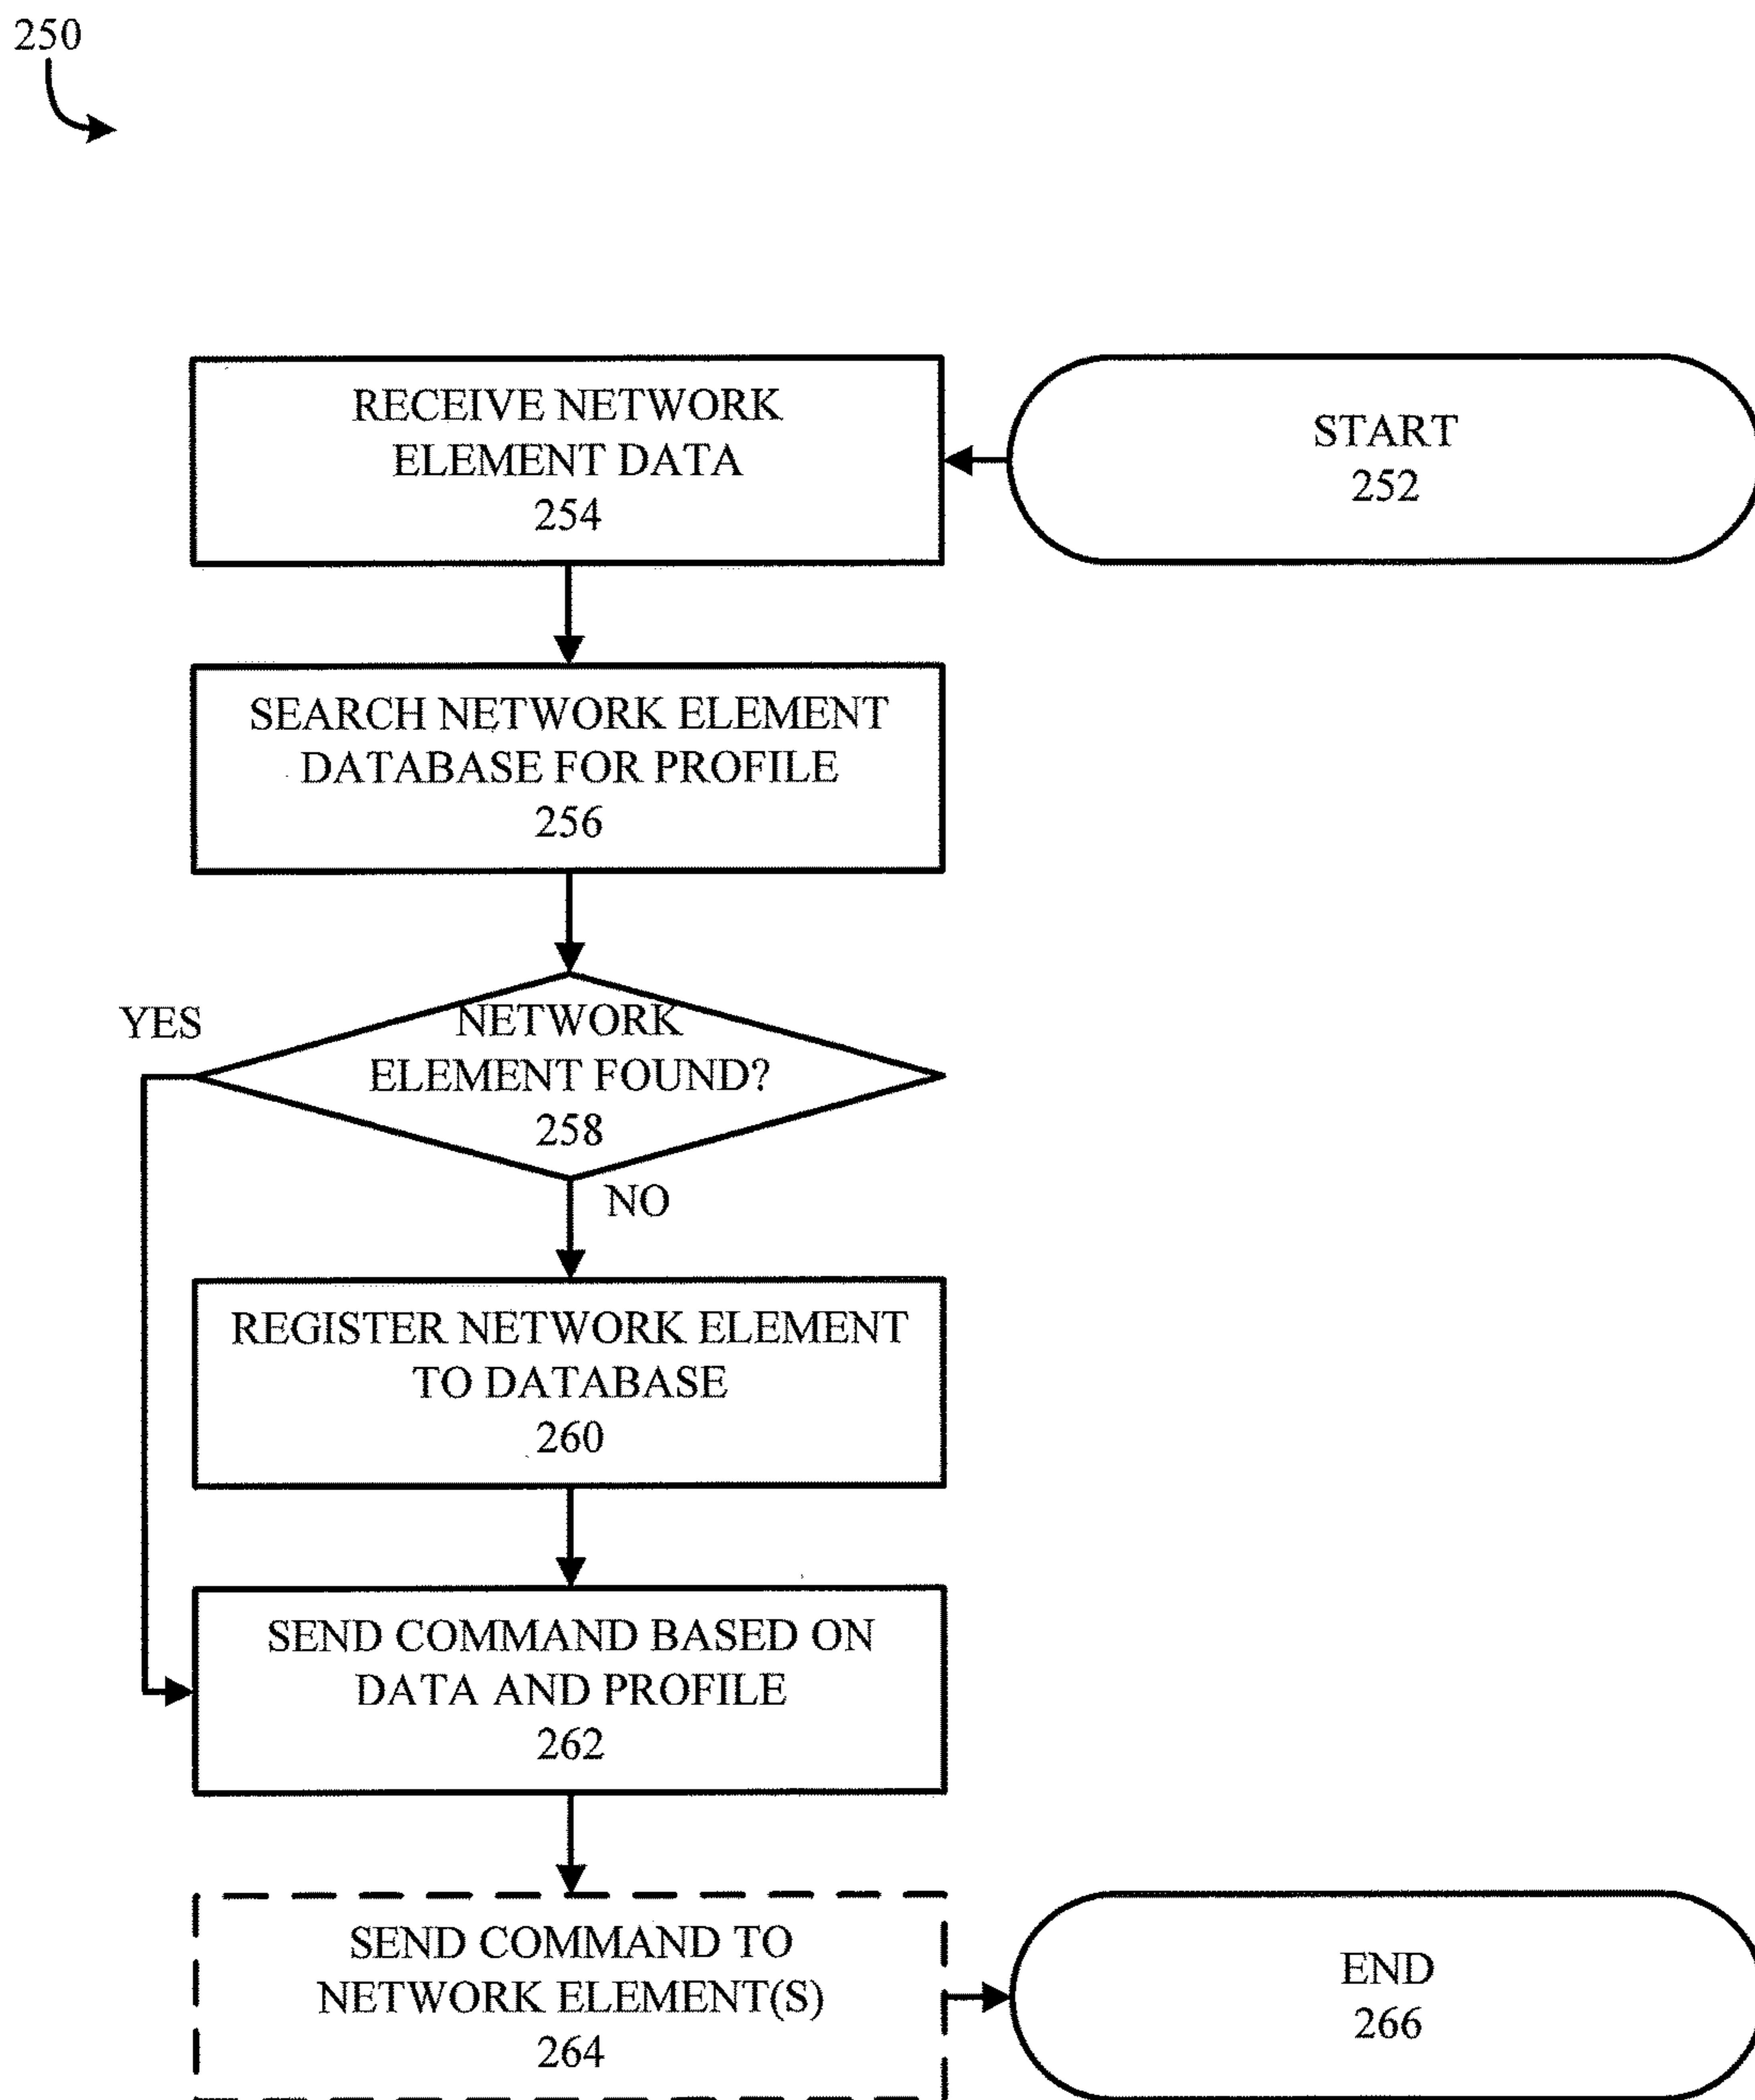 250
START
252
RECEIVE NETWORK
ELEMENT DATA
254
SEARCH NETWORK ELEMENT
DATABASE FOR PROFILE
256
YES
NETWORK
ELEMENT FOUND?
258
NO
REGISTER NETWORK ELEMENT
TO DATABASE
260
SEND COMMAND BASED ON
DATA AND PROFILE
262
SEND COMMAND TO
NETWORK ELEMENT(S)
264
END
266